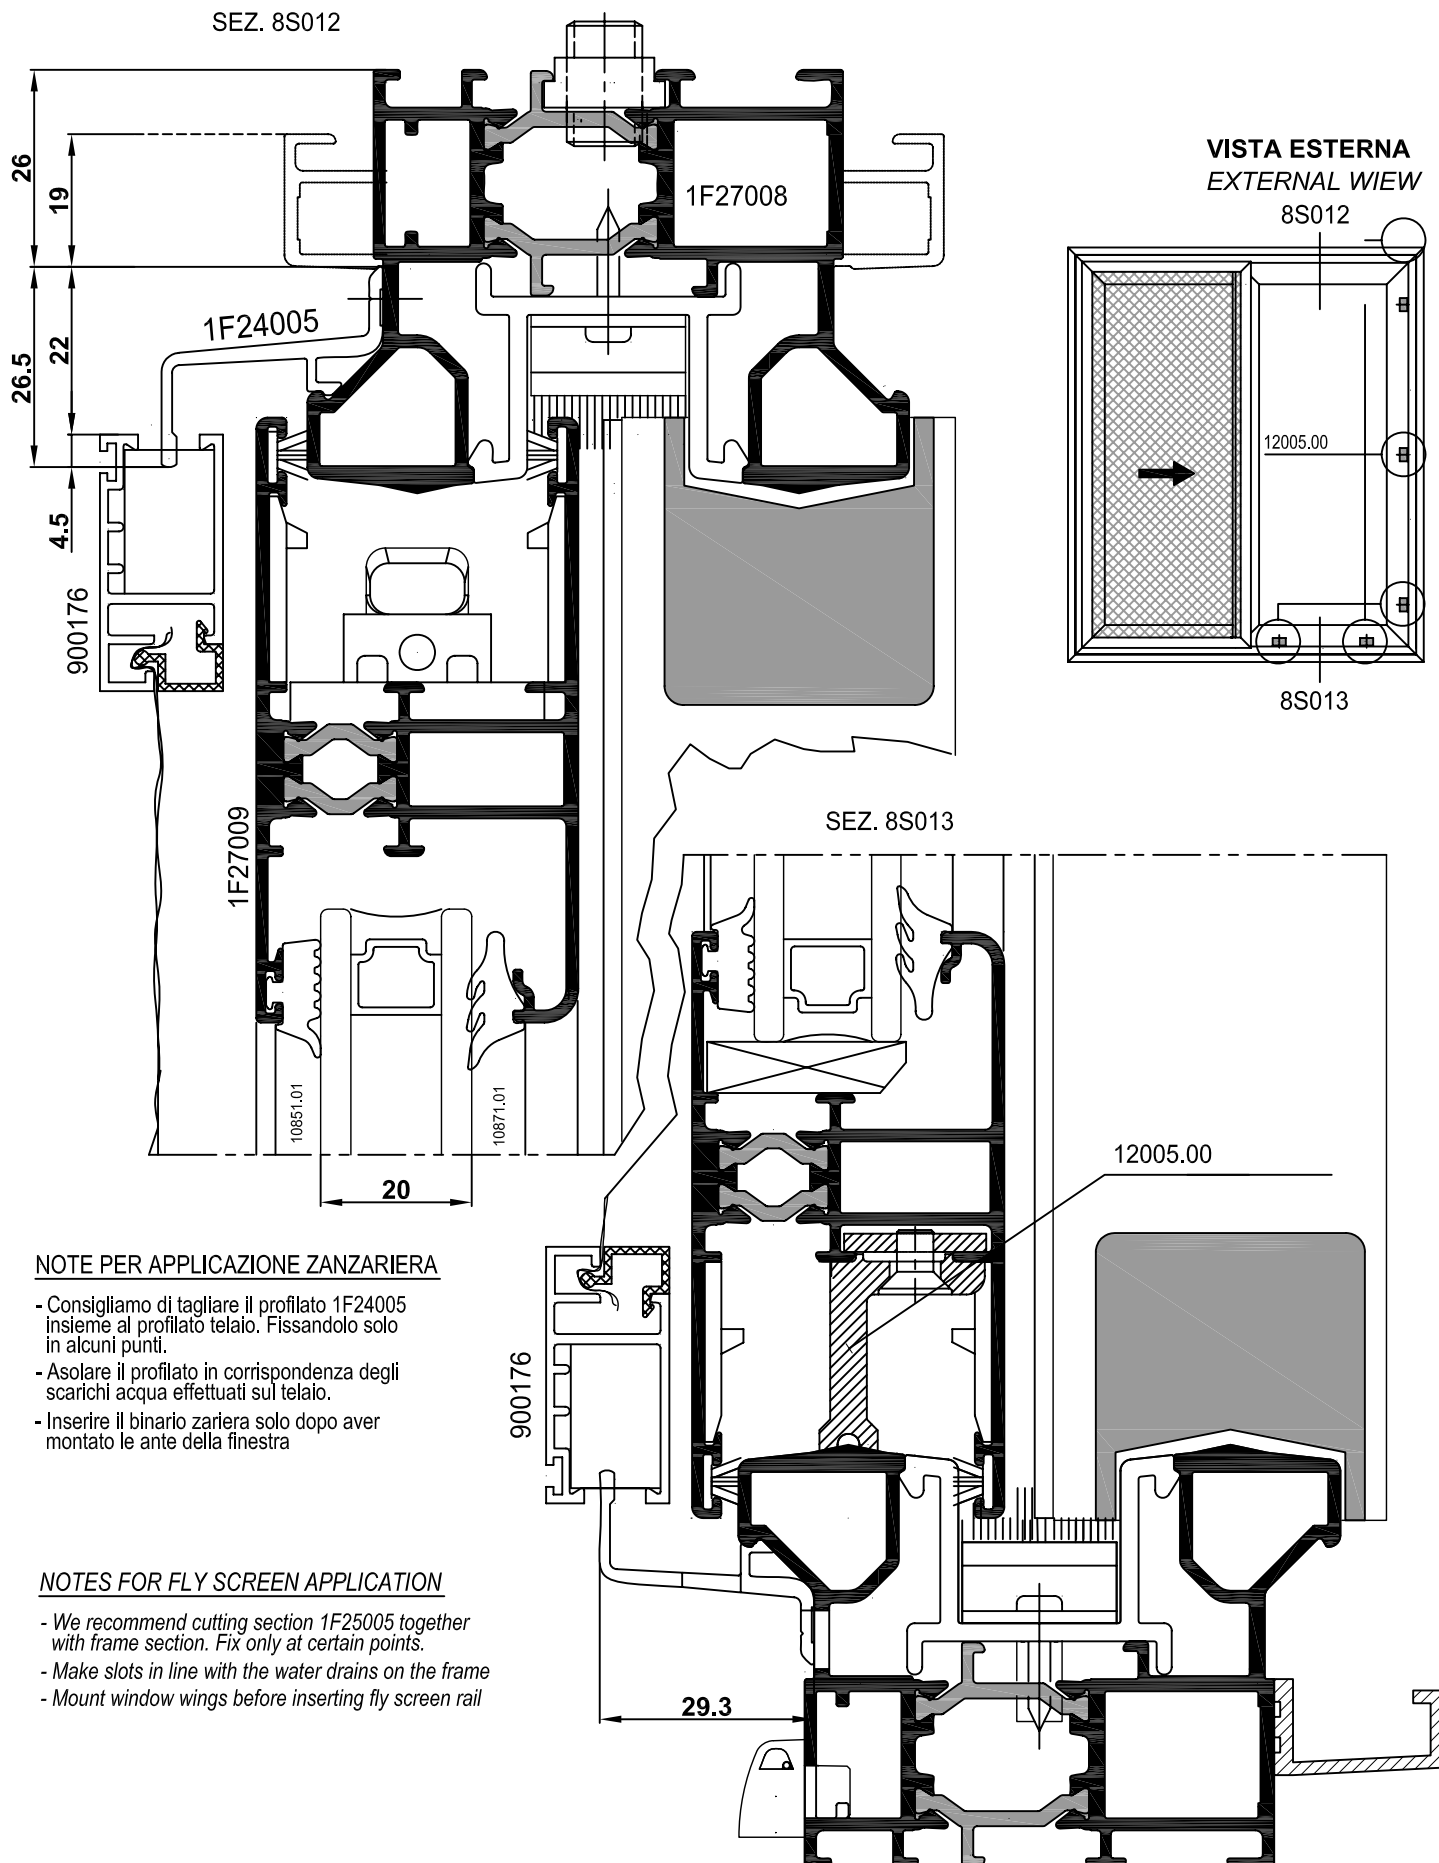 SEZ. 8S012
26
19
1F27008
1F24005
26.5
22
4.5
900176
1F27009
10851.01
10871.01
20
VISTA ESTERNA
EXTERNAL WIEW
8S012
12005.00
8S013
SEZ. 8S013
12005.00
900176
29.3
NOTE PER APPLICAZIONE ZANZARIERA
- Consigliamo di tagliare il profilato 1F24005
insieme al profilato telaio. Fissandolo solo
in alcuni punti.
- Asolare il profilato in corrispondenza degli
scarichi acqua effettuati sul telaio.
- Inserire il binario zariera solo dopo aver
montato le ante della finestra
NOTES FOR FLY SCREEN APPLICATION
- We recommend cutting section 1F25005 together
with frame section. Fix only at certain points.
- Make slots in line with the water drains on the frame
- Mount window wings before inserting fly screen rail